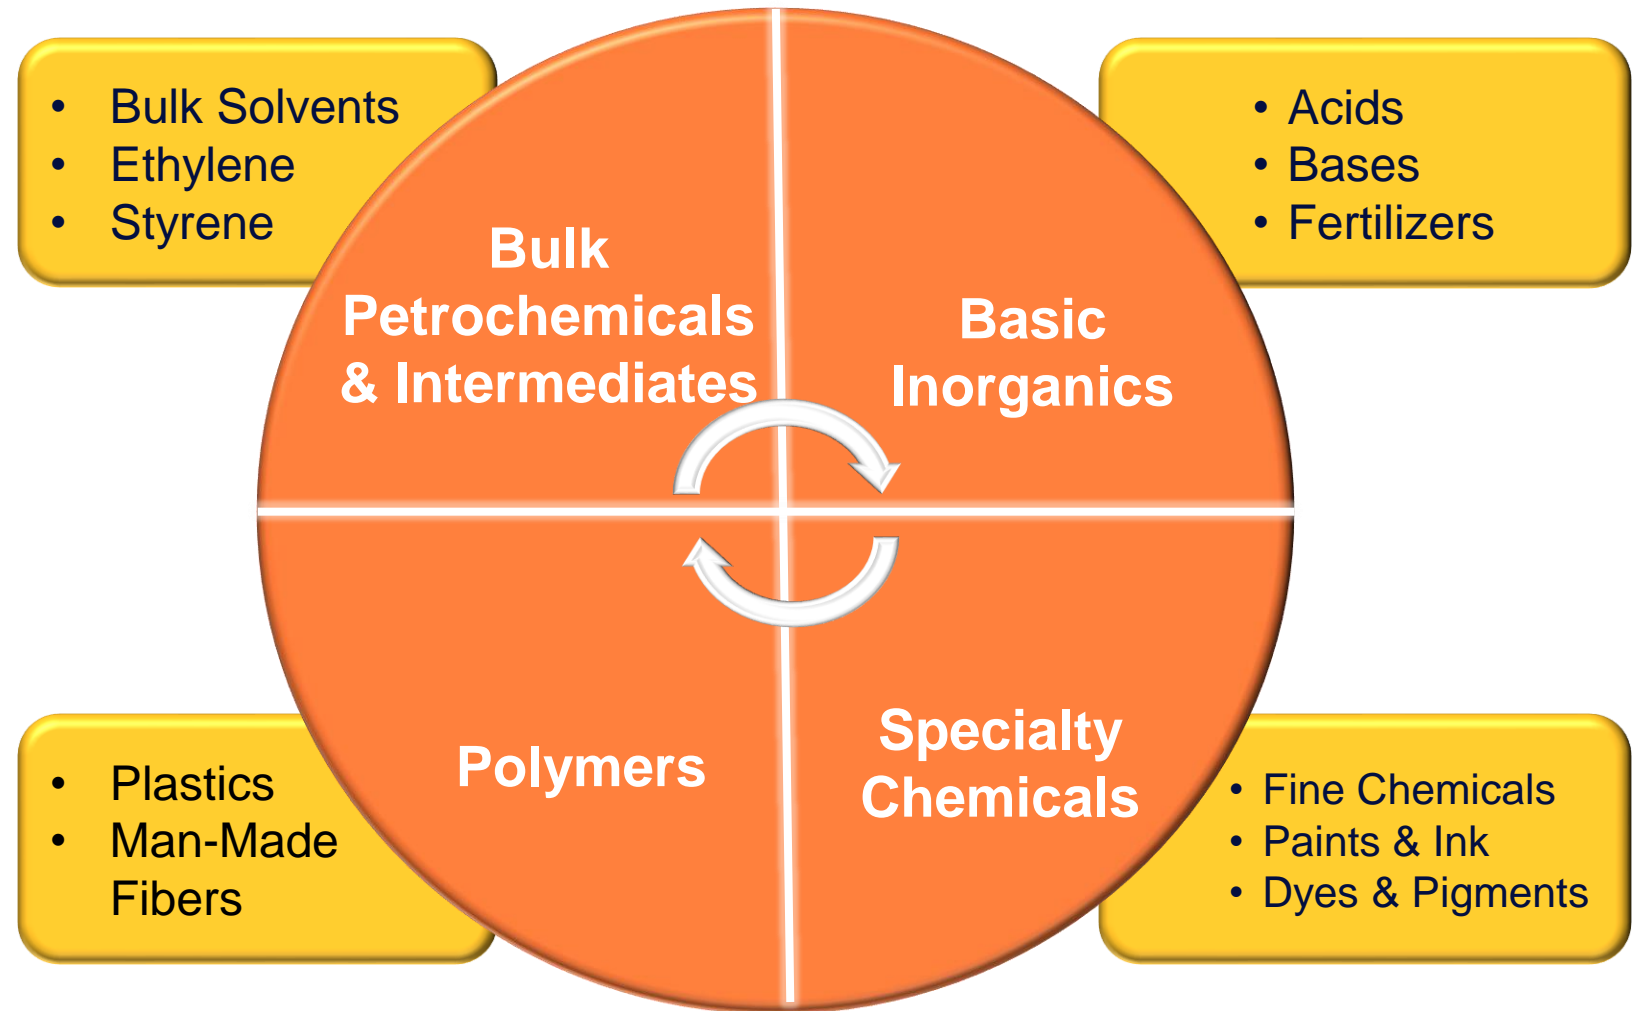 • Bulk Solvents
• Ethylene
• Styrene
Bulk
Petrochemicals
& Intermediates
• Acids
• Bases
• Fertilizers
Basic
Inorganics
• Plastics
• Man-Made
Fibers
Polymers
Specialty
Chemicals
• Fine Chemicals
• Paints & Ink
• Dyes & Pigments